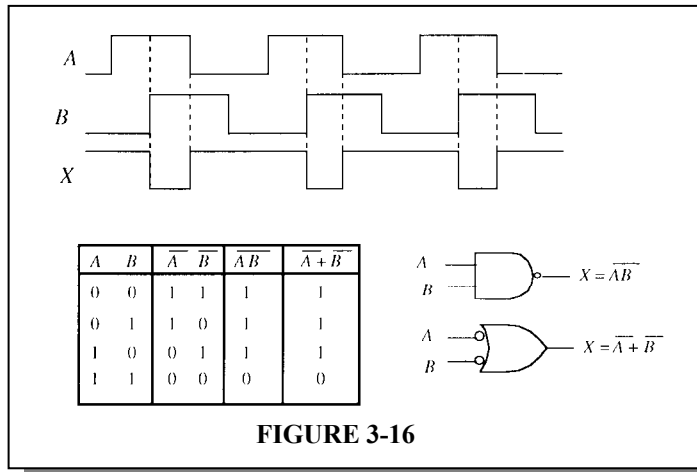 A
B
X
A B A̅ B̅ A̅B̅ A̅ + B̅
0 0 1 1 1 1
0 1 1 0 1 1
1 0 0 1 1 1
1 1 0 0 0 0
A
B
X = A̅B̅
A
B
X = A̅ + B̅
FIGURE 3-16